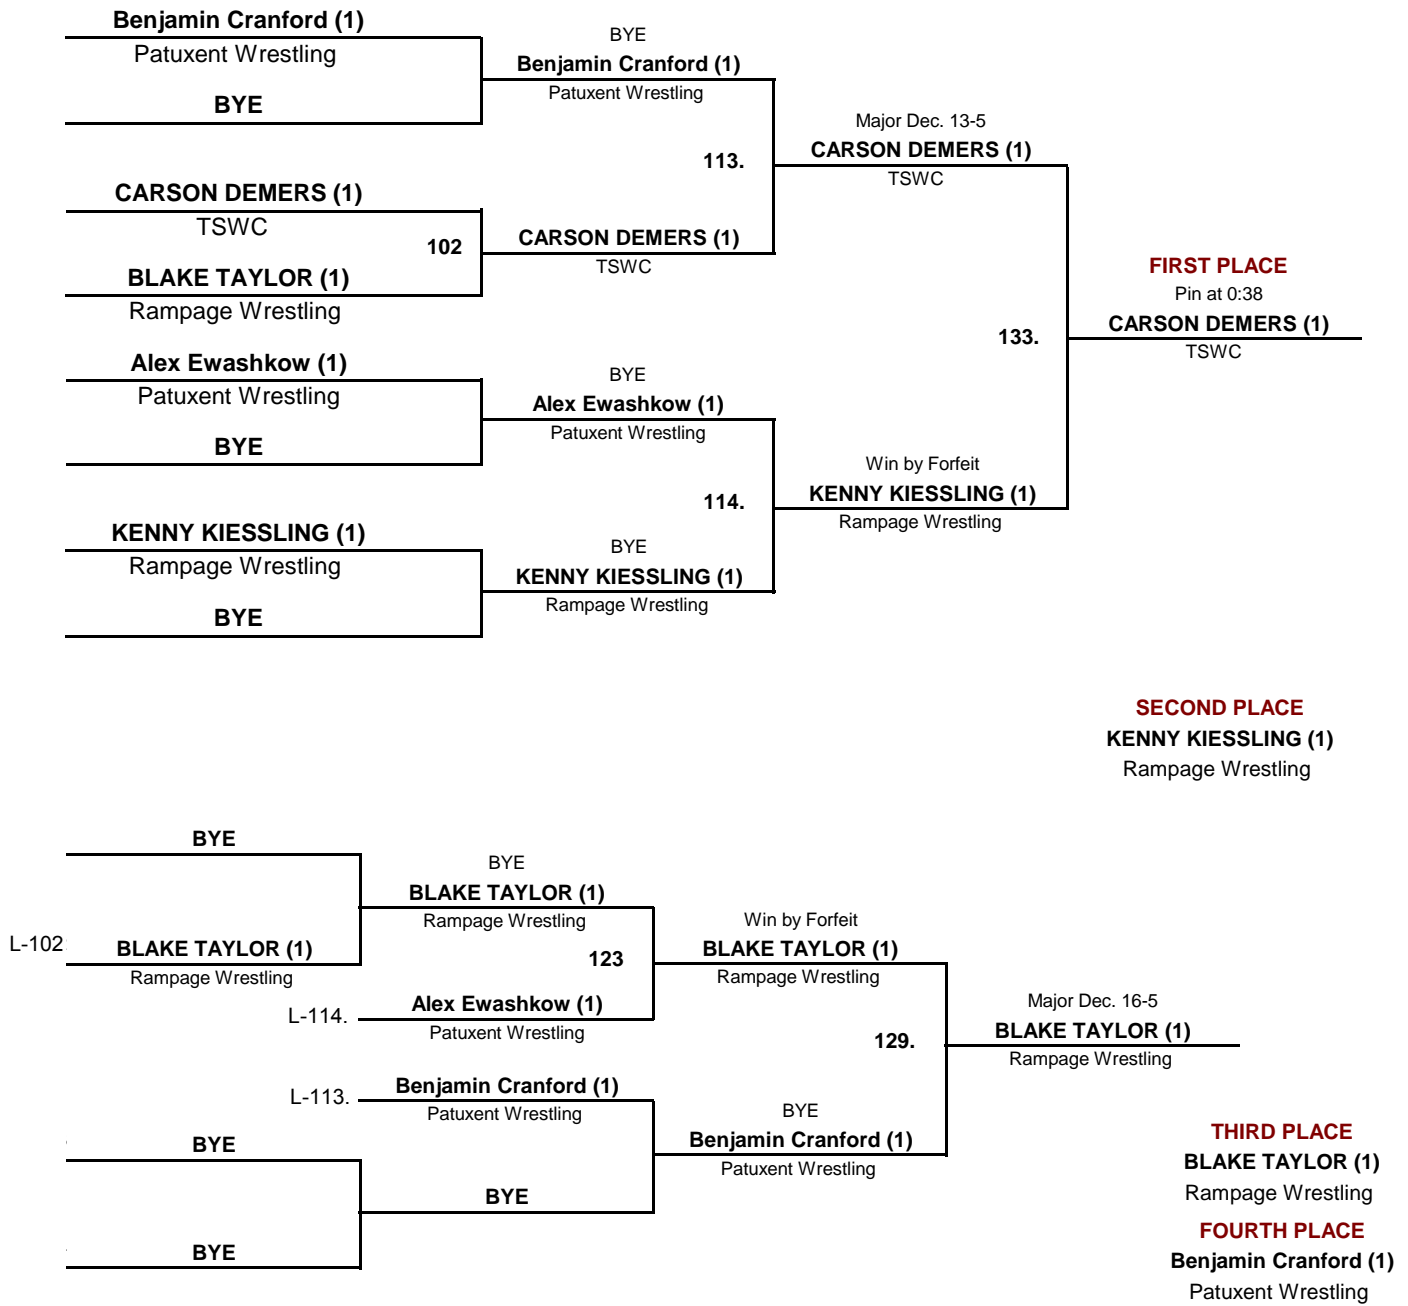 Benjamin Cranford (1)
Patuxent Wrestling
BYE
BYE
Benjamin Cranford (1)
Patuxent Wrestling
113.
Major Dec. 13-5
CARSON DEMERS (1)
TSWC
CARSON DEMERS (1)
TSWC
102
CARSON DEMERS (1)
TSWC
BLAKE TAYLOR (1)
Rampage Wrestling
FIRST PLACE
Pin at 0:38
CARSON DEMERS (1)
TSWC
133.
Alex Ewashkow (1)
Patuxent Wrestling
BYE
BYE
Alex Ewashkow (1)
Patuxent Wrestling
114.
Win by Forfeit
KENNY KIESSLING (1)
Rampage Wrestling
KENNY KIESSLING (1)
Rampage Wrestling
BYE
BYE
KENNY KIESSLING (1)
Rampage Wrestling
SECOND PLACE
KENNY KIESSLING (1)
Rampage Wrestling
BYE
BYE
BLAKE TAYLOR (1)
Rampage Wrestling
L-102
BLAKE TAYLOR (1)
Rampage Wrestling
123
Win by Forfeit
BLAKE TAYLOR (1)
Rampage Wrestling
L-114.
Alex Ewashkow (1)
Patuxent Wrestling
129.
Major Dec. 16-5
BLAKE TAYLOR (1)
Rampage Wrestling
L-113.
Benjamin Cranford (1)
Patuxent Wrestling
BYE
Benjamin Cranford (1)
Patuxent Wrestling
BYE
BYE
BYE
THIRD PLACE
BLAKE TAYLOR (1)
Rampage Wrestling
FOURTH PLACE
Benjamin Cranford (1)
Patuxent Wrestling